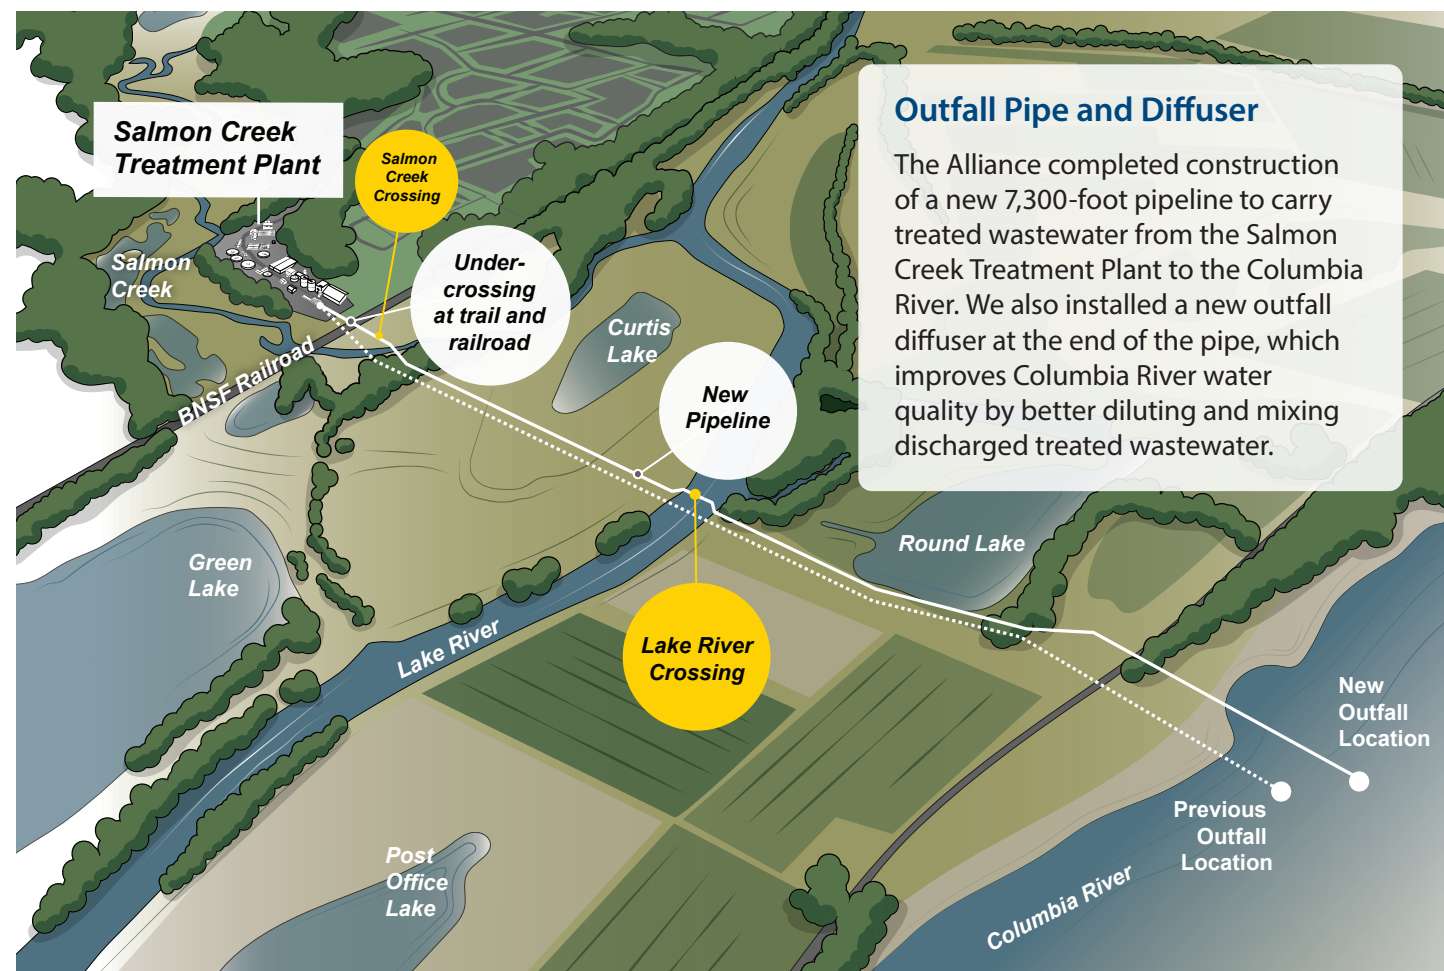 Salmon Creek
Treatment Plant
Salmon
Creek
Crossing
Under-
crossing
at trail and
railroad
Salmon
Creek
BNSF Railroad
Curtis
Lake
New
Pipeline
Outfall Pipe and Diffuser
The Alliance completed construction
of a new 7,300-foot pipeline to carry
treated wastewater from the Salmon
Creek Treatment Plant to the Columbia
River. We also installed a new outfall
diffuser at the end of the pipe, which
improves Columbia River water
quality by better diluting and mixing
discharged treated wastewater.
Green
Lake
Round Lake
Lake River
Lake River
Crossing
New
Outfall
Location
Previous
Outfall
Location
Post
Office
Lake
Columbia River